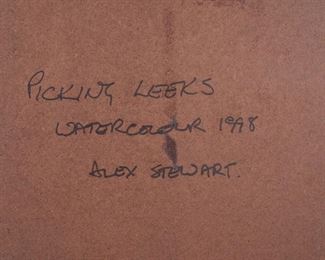 PICKING LEEKS
WATERCOLOUR 1998
ALEX STEWART.